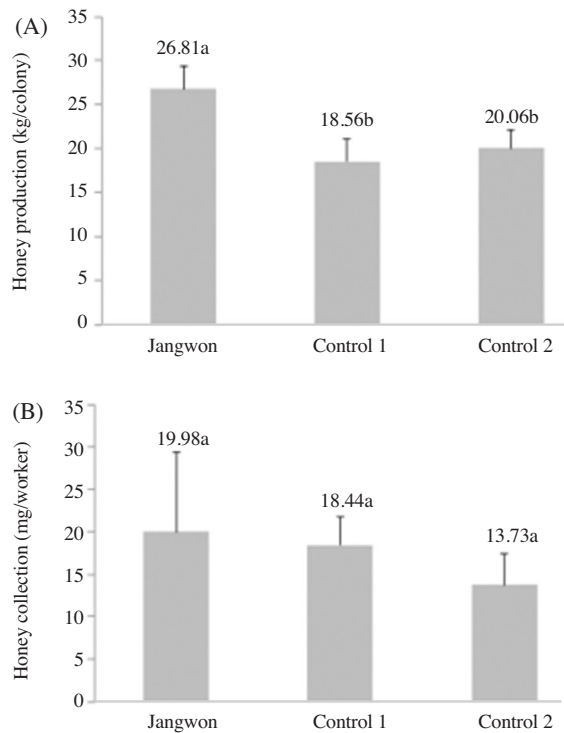 (A)
Honey production (kg/colony)
35
30
25
20
15
10
5
0
26.81a
18.56b
20.06b
Jangwon
Control 1
Control 2
(B)
Honey collection (mg/worker)
35
30
25
20
15
10
5
0
19.98a
18.44a
13.73a
Jangwon
Control 1
Control 2